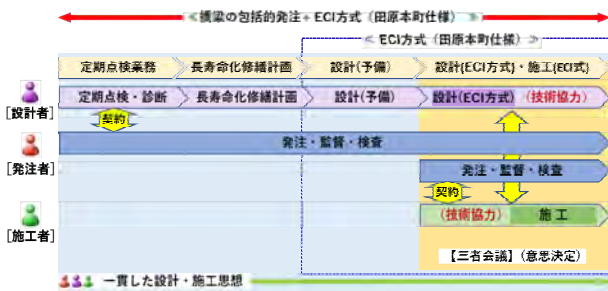 ≪橋梁の包括的発注+ ECI方式（田原本町仕様）≫
≪ ECI方式（田原本町仕様）≫
定期点検業務 長寿命化修繕計画 設計(予備) 設計{ECI方式}・施工{ECI式}
[設計者] 定期点検・診断 長寿命化修繕計画 設計(予備) 設計(ECI方式) (技術協力)
契約
[発注者] 発注・監督・検査
発注・監督・検査
契約
[施工者] (技術協力) 施工
【三者会議】(意思決定)
一貫した設計・施工思想